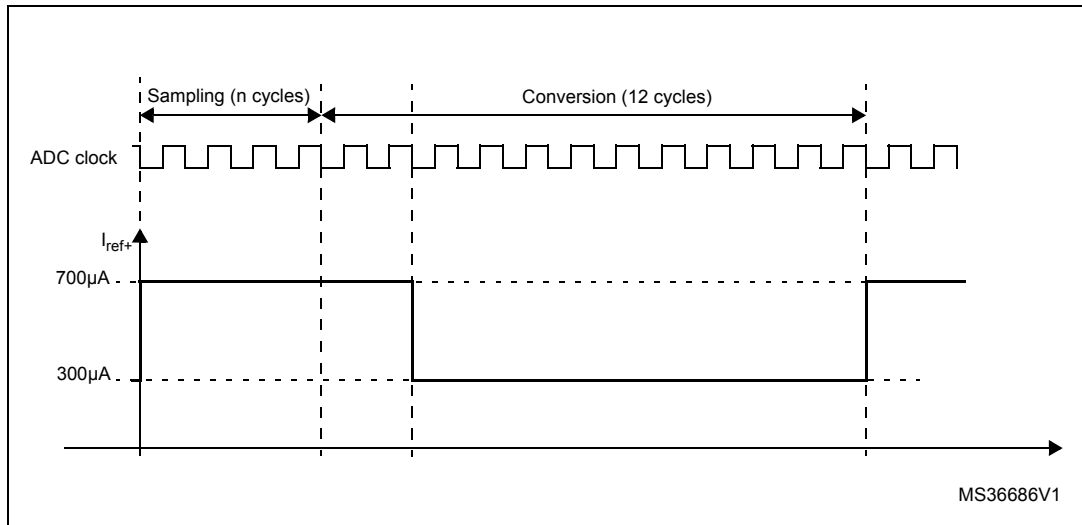 Sampling (n cycles)
Conversion (12 cycles)
ADC clock
Iref+
700µA
300µA
MS36686V1